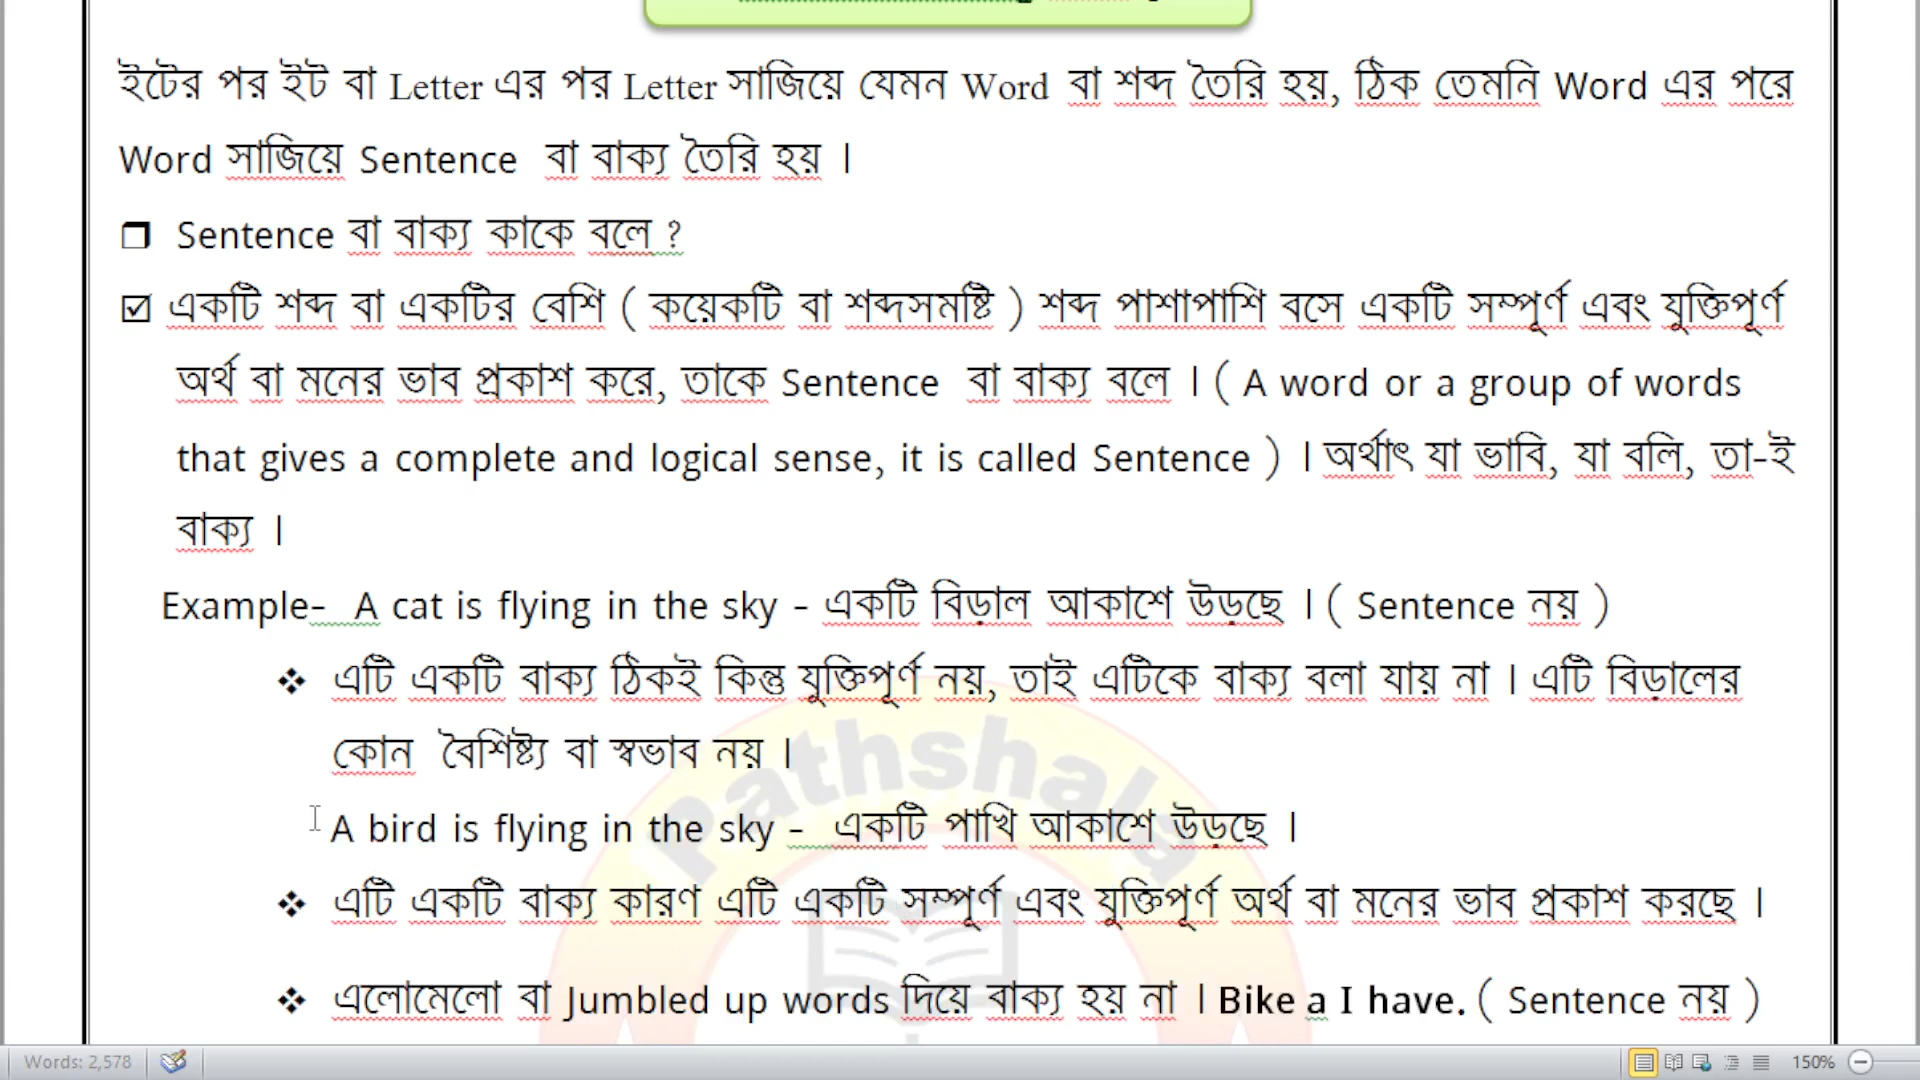 ইটের পর ইট বা Letter এর পর Letter সাজিয়ে যেমন Word বা শব্দ তৈরি হয়, ঠিক তেমনি Word এর পরে
Word সাজিয়ে Sentence বা বাক্য তৈরি হয় ।
❒ Sentence বা বাক্য কাকে বলে ?
☑ একটি শব্দ বা একটির বেশি ( কয়েকটি বা শব্দসমষ্টি ) শব্দ পাশাপাশি বসে একটি সম্পূর্ণ এবং যুক্তিপূর্ণ
অর্থ বা মনের ভাব প্রকাশ করে, তাকে Sentence বা বাক্য বলে । ( A word or a group of words
that gives a complete and logical sense, it is called Sentence ) । অর্থাৎ যা ভাবি, যা বলি, তা-ই
বাক্য ।
Example- A cat is flying in the sky - একটি বিড়াল আকাশে উড়ছে । ( Sentence নয় )
❖ এটি একটি বাক্য ঠিকই কিন্তু যুক্তিপূর্ণ নয়, তাই এটিকে বাক্য বলা যায় না । এটি বিড়ালের
কোন বৈশিষ্ট্য বা স্বভাব নয় ।
Pathshala
A bird is flying in the sky - একটি পাখি আকাশে উড়ছে ।
❖ এটি একটি বাক্য কারণ এটি একটি সম্পূর্ণ এবং যুক্তিপূর্ণ অর্থ বা মনের ভাব প্রকাশ করছে ।
❖ এলোমেলো বা Jumbled up words দিয়ে বাক্য হয় না । Bike a I have. ( Sentence নয় )
Words: 2,578
150%